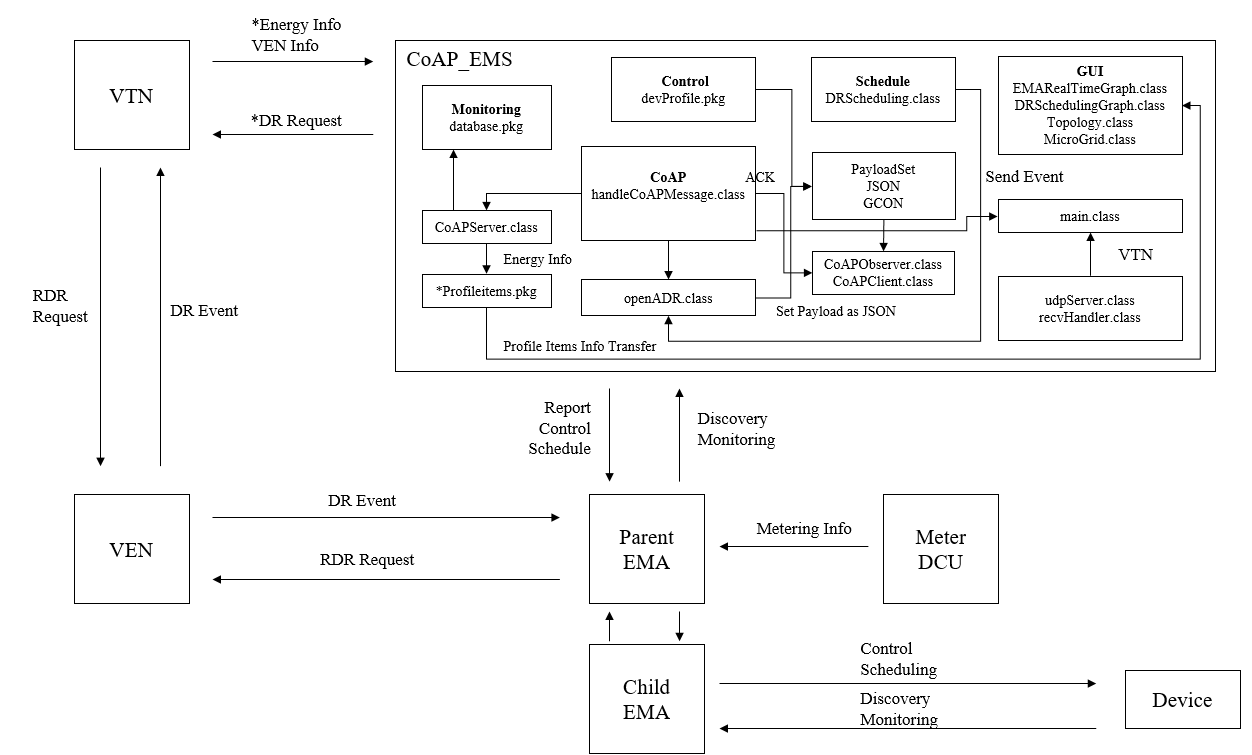 *Energy Info
VEN Info
VTN
*DR Request
CoAP_EMS
Monitoring
database.pkg
Control
devProfile.pkg
Schedule
DRScheduling.class
GUI
EMARealTimeGraph.class
DRSchedulingGraph.class
Topology.class
MicroGrid.class
CoAP
handleCoAPMessage.class
ACK
PayloadSet
JSON
GCON
Send Event
main.class
CoAPServer.class
Energy Info
*Profileitems.pkg
openADR.class
CoAPObserver.class
CoAPClient.class
Set Payload as JSON
VTN
udpServer.class
recvHandler.class
Profile Items Info Transfer
RDR
Request
DR Event
Report
Control
Schedule
Discovery
Monitoring
VEN
DR Event
RDR Request
Parent
EMA
Metering Info
Meter
DCU
Child
EMA
Control
Scheduling
Discovery
Monitoring
Device